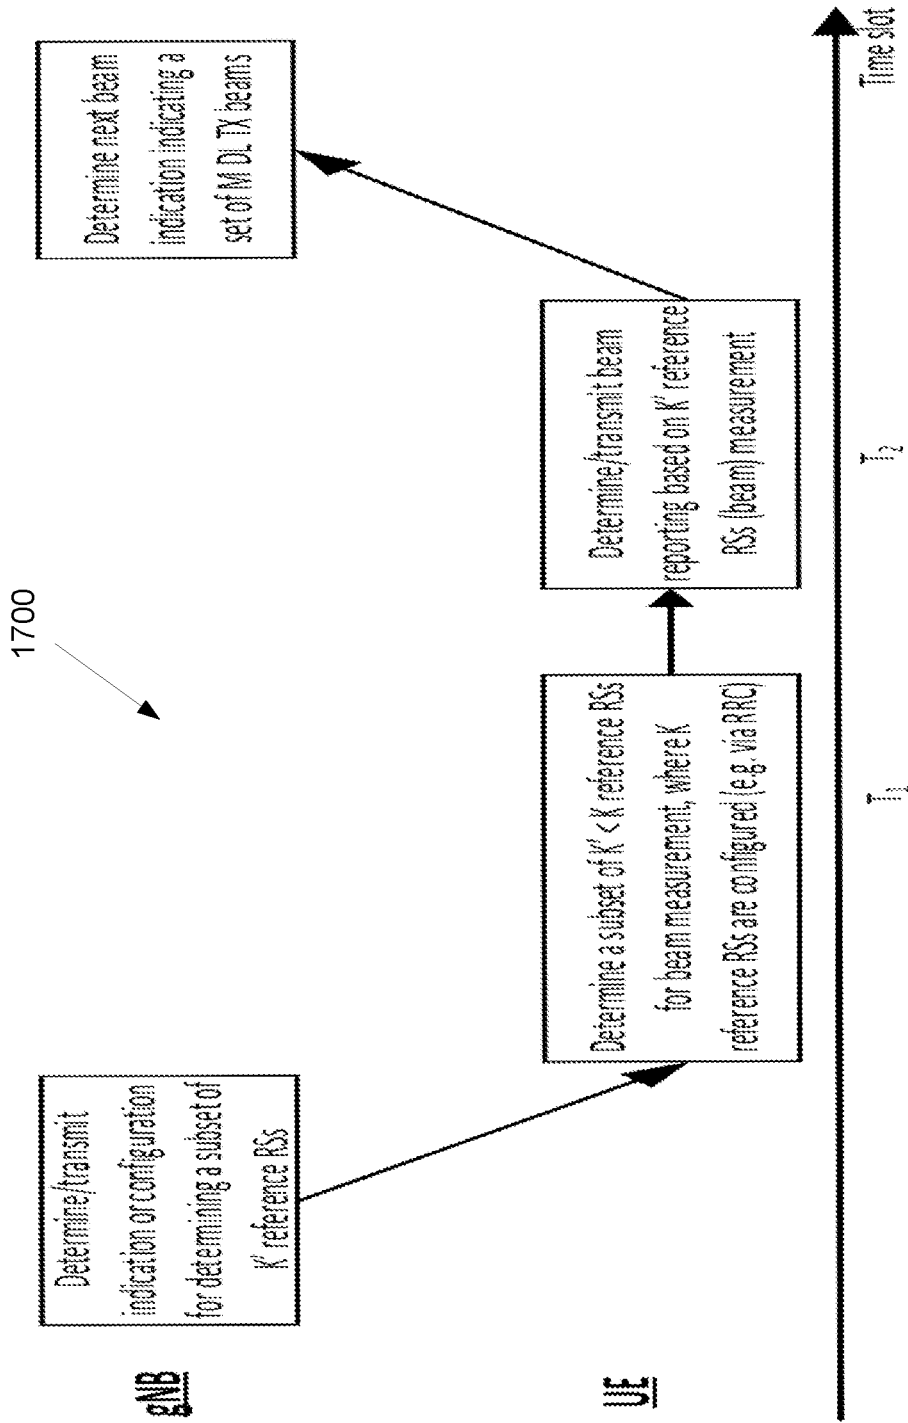 1700
gNB
Determine/transmit
indication or configuration
for determining a subset of
K' reference RSs
Determine next beam
indication indicating a
set of M DL TX beams
UE
Determine a subset of K' < K reference RSs
for beam measurement, where K
reference RSs are configured (e.g. via RRC)
Determine/transmit beam
reporting based on K' reference
RSs (beam) measurement
T1
T2
Time slot